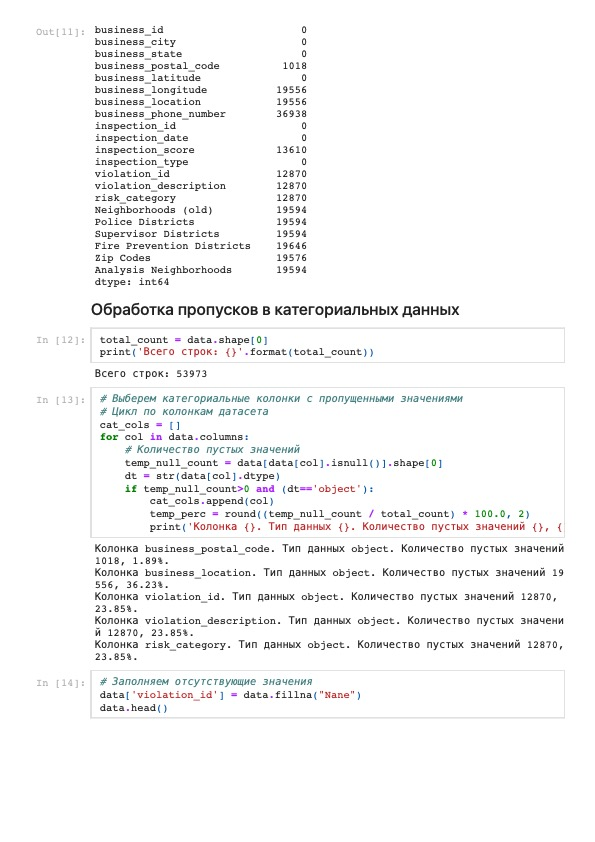 Out[11]: business_id 0
business_city 0
business_state 0
business_postal_code 1018
business_latitude 0
business_longitude 19556
business_location 19556
business_phone_number 36938
inspection_id 0
inspection_date 0
inspection_score 13610
inspection_type 0
violation_id 12870
violation_description 12870
risk_category 12870
Neighborhoods (old) 19594
Police Districts 19594
Supervisor Districts 19594
Fire Prevention Districts 19646
Zip Codes 19576
Analysis Neighborhoods 19594
dtype: int64
Обработка пропусков в категориальных данных
In [12]: total_count = data.shape[0]
print('Всего строк: {}'.format(total_count))
Всего строк: 53973
In [13]: # Выберем категориальные колонки с пропущенными значениями
# Цикл по колонкам датасета
cat_cols = []
for col in data.columns:
    # Количество пустых значений
    temp_null_count = data[data[col].isnull()].shape[0]
    dt = str(data[col].dtype)
    if temp_null_count>0 and (dt=='object'):
        cat_cols.append(col)
        temp_perc = round((temp_null_count / total_count) * 100.0, 2)
        print('Колонка {}. Тип данных {}. Количество пустых значений {}, {
Колонка business_postal_code. Тип данных object. Количество пустых значений
1018, 1.89%.
Колонка business_location. Тип данных object. Количество пустых значений 19
556, 36.23%.
Колонка violation_id. Тип данных object. Количество пустых значений 12870,
23.85%.
Колонка violation_description. Тип данных object. Количество пустых значени
й 12870, 23.85%.
Колонка risk_category. Тип данных object. Количество пустых значений 12870,
23.85%.
In [14]: # Заполняем отсутствующие значения
data['violation_id'] = data.fillna("Nane")
data.head()